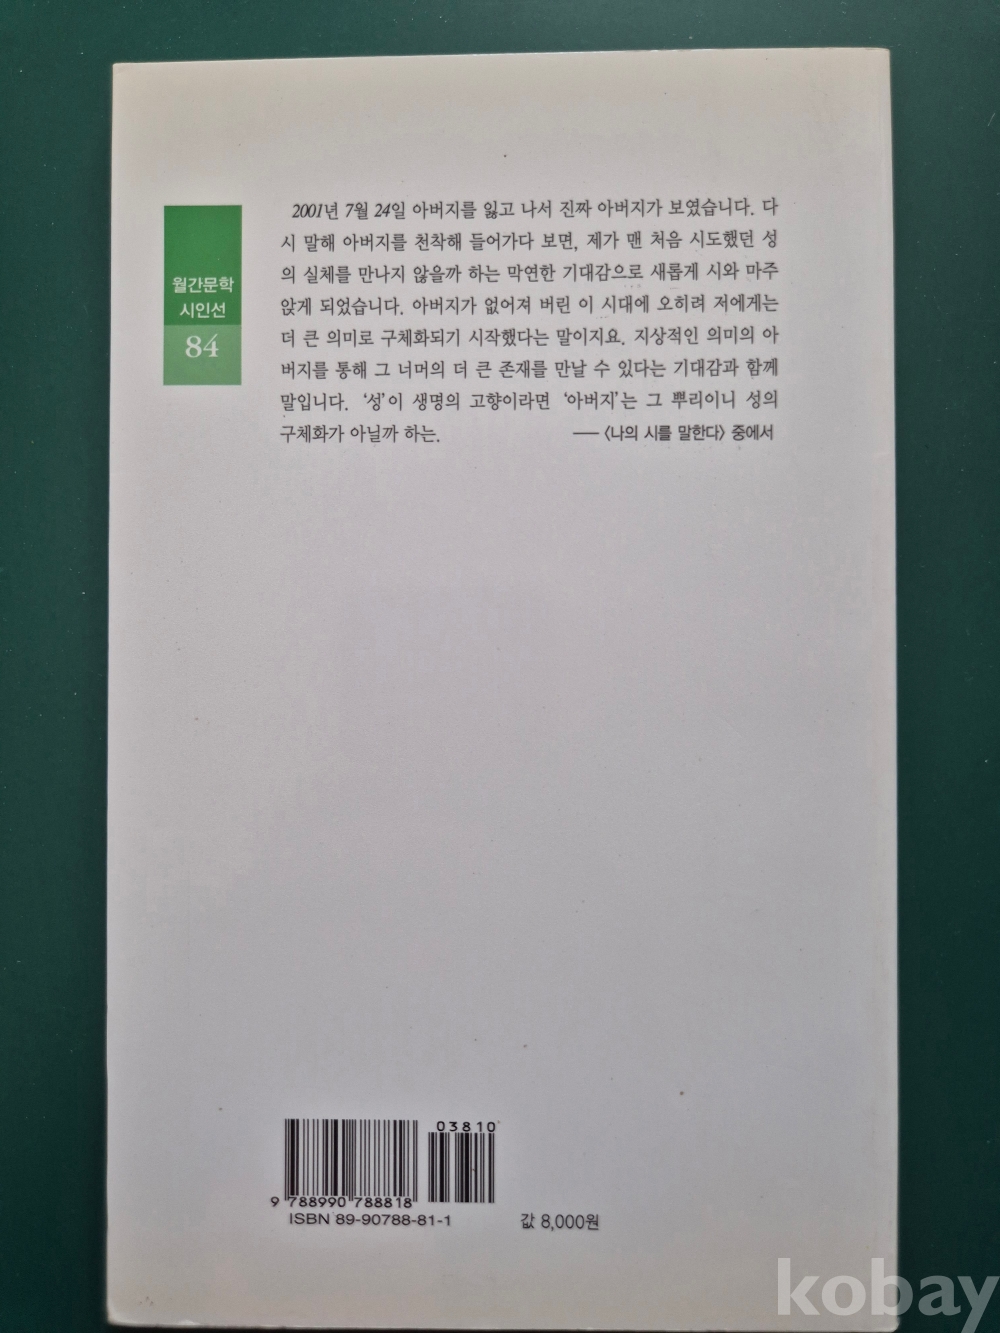 월간문학
시인선
84
2001년 7월 24일 아버지를 잃고 나서 진짜 아버지가 보였습니다. 다
시 말해 아버지를 천착해 들어가다 보면, 제가 맨 처음 시도했던 성
의 실체를 만나지 않을까 하는 막연한 기대감으로 새롭게 시와 마주
앉게 되었습니다. 아버지가 없어져 버린 이 시대에 오히려 저에게는
더 큰 의미로 구체화되기 시작했다는 말이지요. 지상적인 의미의 아
버지를 통해 그 너머의 더 큰 존재를 만날 수 있다는 기대감과 함께
말입니다. ‘성’이 생명의 고향이라면 ‘아버지’는 그 뿌리이니 성의
구체화가 아닐까 하는. ── 〈나의 시를 말한다〉 중에서
03810
9 788990 788818
ISBN 89-90788-81-1 값 8,000원
kobay